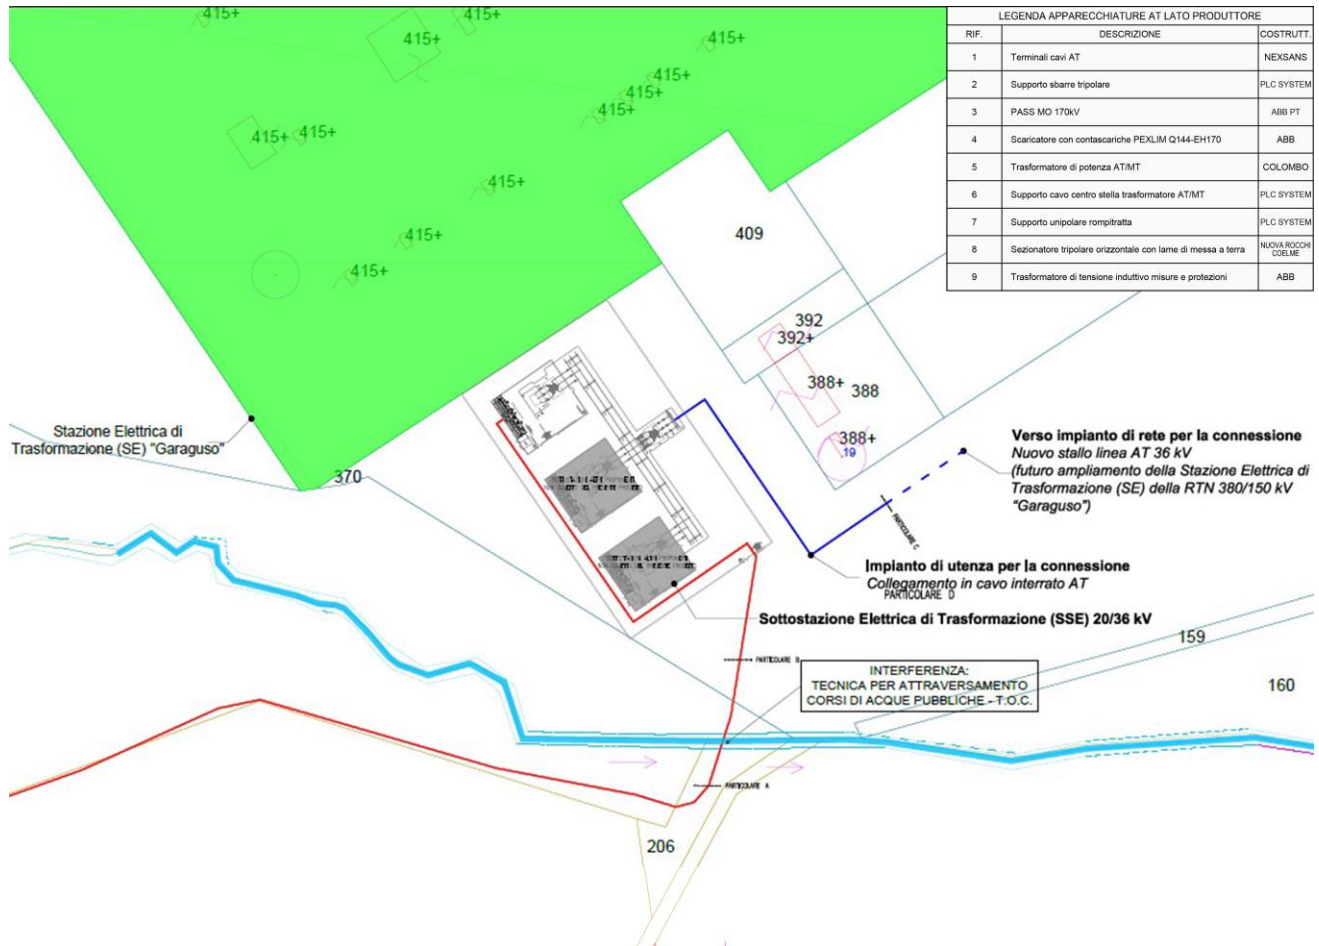 LEGENDA APPARECCHIATURE AT LATO PRODUTTORE
RIF. DESCRIZIONE COSTRUTT.
1 Terminali cavi AT NEXSANS
2 Supporto sbarre tripolare PLC SYSTEM
3 PASS MO 170kV ABB PT
4 Scaricatore con contascariche PEXLIM Q144-EH170 ABB
5 Trasformatore di potenza AT/MT COLOMBO
6 Supporto cavo centro stella trasformatore AT/MT PLC SYSTEM
7 Supporto unipolare rompitratta PLC SYSTEM
8 Sezionatore tripolare orizzontale con lame di messa a terra NUOVA ROCCHI COELME
9 Trasformatore di tensione induttivo misure e protezioni ABB
415+
415+
415+
415+
415+
415+
415+
415+
415+
415+
415+
415+
409
392
392+
388+ 388
388+
19
Stazione Elettrica di
Trasformazione (SE) "Garaguso"
370
Verso impianto di rete per la connessione
Nuovo stallo linea AT 36 kV
(futuro ampliamento della Stazione Elettrica di
Trasformazione (SE) della RTN 380/150 kV
"Garaguso")
PARTICOLARE C
Impianto di utenza per la connessione
Collegamento in cavo interrato AT
PARTICOLARE D
Sottostazione Elettrica di Trasformazione (SSE) 20/36 kV
159
PARTICOLARE B
INTERFERENZA:
TECNICA PER ATTRAVERSAMENTO
CORSI DI ACQUE PUBBLICHE - T.O.C.
160
PARTICOLARE A
206